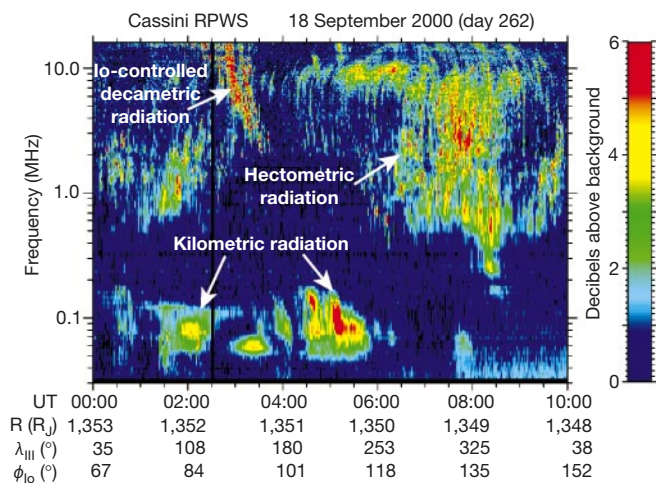 Cassini RPWS 18 September 2000 (day 262)
10.0
1.0
0.1
Frequency (MHz)
Io-controlled
decametric
radiation
Hectometric
radiation
Kilometric radiation
6
4
2
0
Decibels above background
UT 00:00 02:00 04:00 06:00 08:00 10:00
R (R_J) 1,353 1,352 1,351 1,350 1,349 1,348
λ_III (°) 35 108 180 253 325 38
ϕ_Io (°) 67 84 101 118 135 152